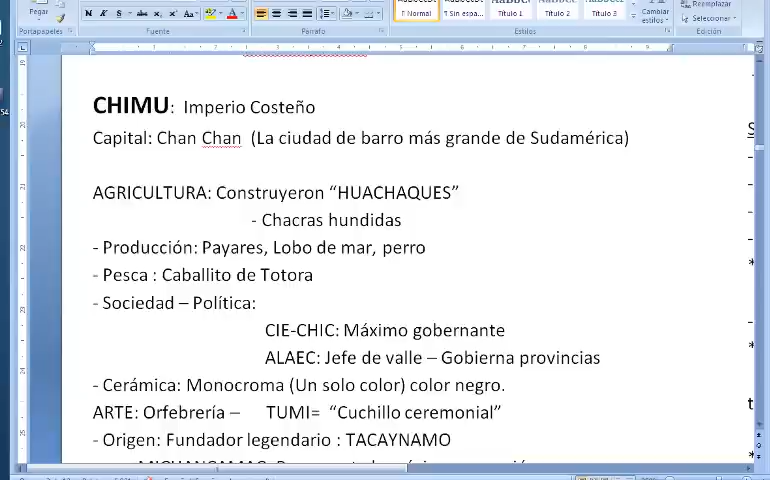 Pegar
Portapapeles
Fuente
Párrafo
¶ Normal
¶ Sin espa...
Título 1
Título 2
Título 3
Cambiar
estilos
Estilos
Reemplazar
Seleccionar
Edición
CHIMU: Imperio Costeño
Capital: Chan Chan (La ciudad de barro más grande de Sudamérica)
AGRICULTURA: Construyeron “HUACHAQUES”
- Chacras hundidas
- Producción: Payares, Lobo de mar, perro
- Pesca : Caballito de Totora
- Sociedad – Política:
CIE-CHIC: Máximo gobernante
ALAEC: Jefe de valle – Gobierna provincias
- Cerámica: Monocroma (Un solo color) color negro.
ARTE: Orfebrería – TUMI= “Cuchillo ceremonial”
- Origen: Fundador legendario : TACAYNAMO